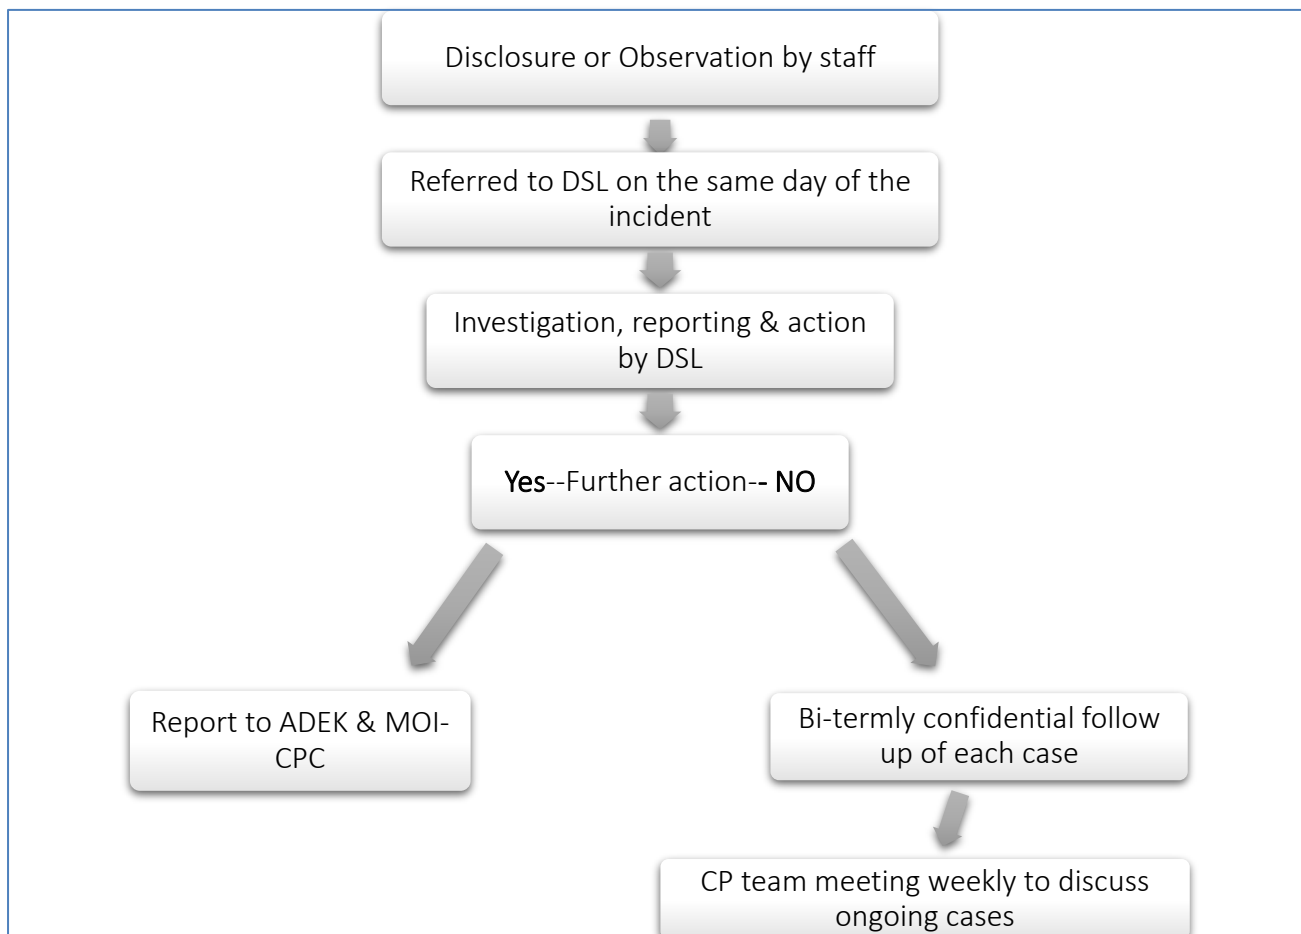 Disclosure or Observation by staff
Referred to DSL on the same day of the
incident
Investigation, reporting & action
by DSL
Yes--Further action-- NO
Report to ADEK & MOI-
CPC
Bi-termly confidential follow
up of each case
CP team meeting weekly to discuss
ongoing cases